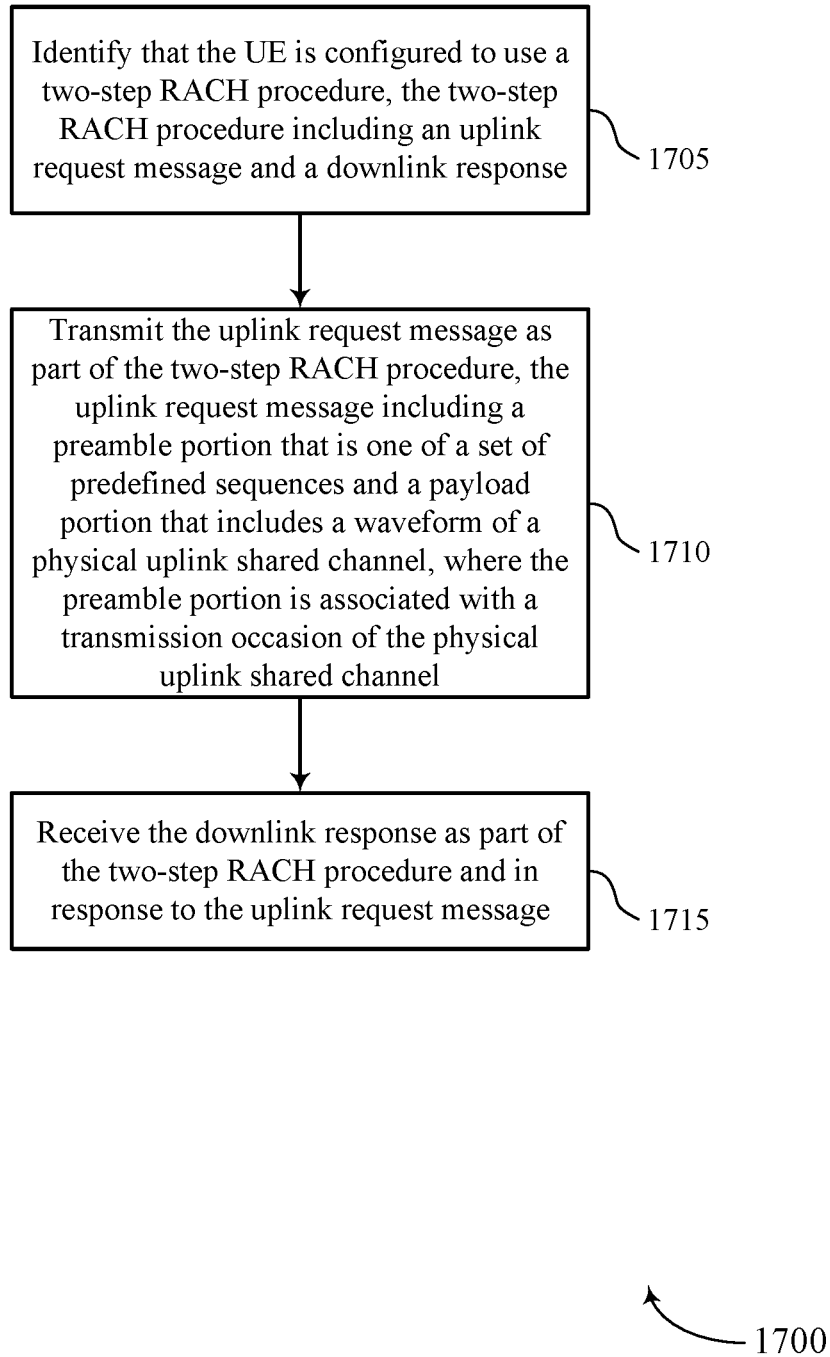 Identify that the UE is configured to use a
two-step RACH procedure, the two-step
RACH procedure including an uplink
request message and a downlink response
1705
Transmit the uplink request message as
part of the two-step RACH procedure, the
uplink request message including a
preamble portion that is one of a set of
predefined sequences and a payload
portion that includes a waveform of a
physical uplink shared channel, where the
preamble portion is associated with a
transmission occasion of the physical
uplink shared channel
1710
Receive the downlink response as part of
the two-step RACH procedure and in
response to the uplink request message
1715
1700